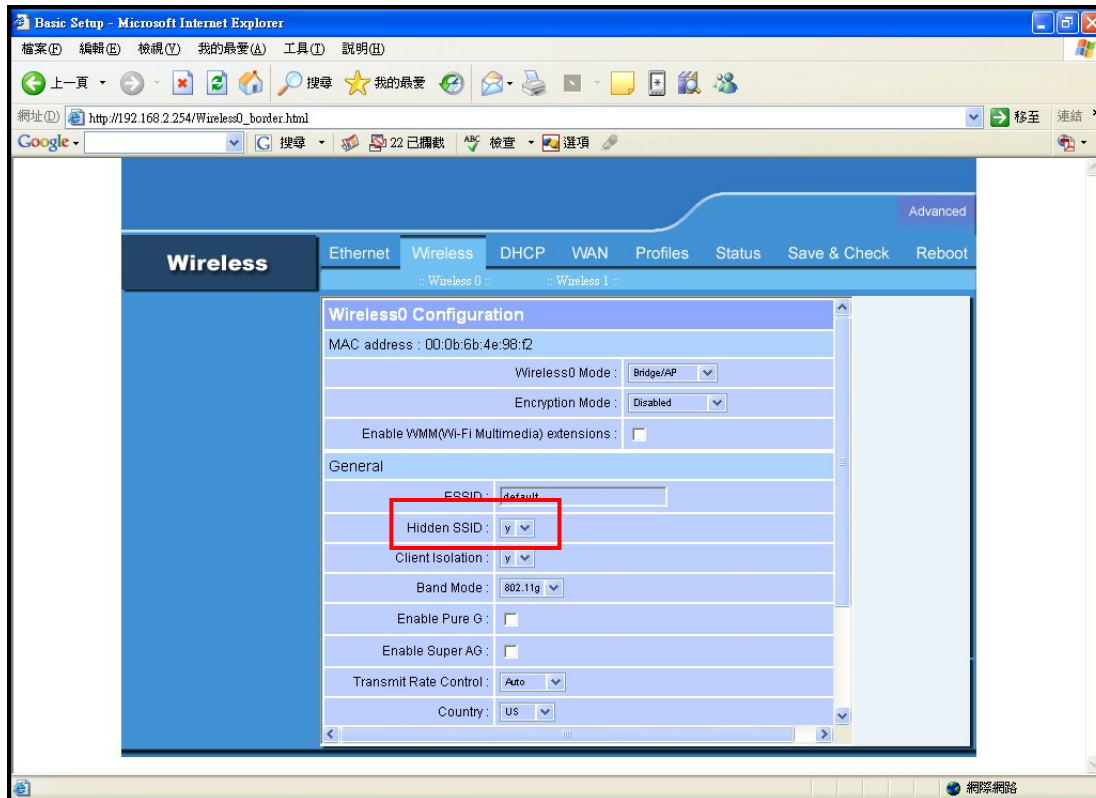 Basic Setup - Microsoft Internet Explorer
檔案(F) 編輯(E) 檢視(V) 我的最愛(A) 工具(T) 說明(H)
上一頁 搜尋 我的最愛
網址(D) http://192.168.2.254/Wireless0_border.html 移至 連結
Google 搜尋 22 已攔截 ABC 檢查 選項
Advanced
Wireless
Ethernet Wireless DHCP WAN Profiles Status Save & Check Reboot
:: Wireless 0 :: :: Wireless 1 ::
Wireless0 Configuration
MAC address : 00:0b:6b:4e:98:f2
Wireless0 Mode : Bridge/AP
Encryption Mode : Disabled
Enable WMM(Wi-Fi Multimedia) extensions :
General
ESSID : default
Hidden SSID : y
Client Isolation : y
Band Mode : 802.11g
Enable Pure G :
Enable Super AG :
Transmit Rate Control : Auto
Country : US
網際網路